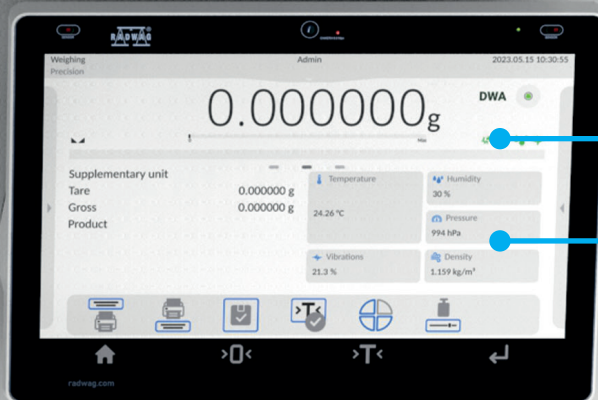 RADWAG
Weighing Admin 2023.05.15 10:30:55
Precision
0.000000g
DWA
Supplementary unit
Tare 0.000000 g
Gross 0.000000 g
Product
Temperature
24.26 °C
Humidity
30 %
Pressure
994 hPa
Vibrations
21.3 %
Density
1.159 kg/m³
>T<
>0<
>T<
radwag.com